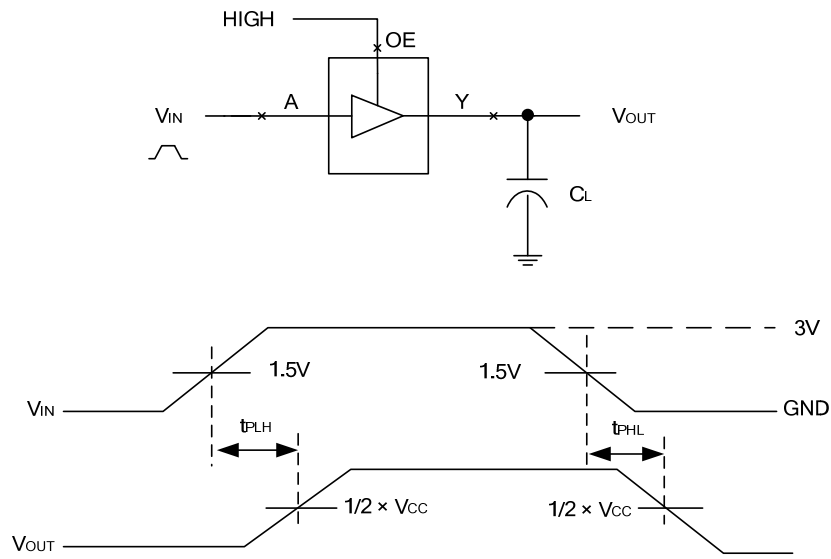 HIGH
OE
VIN A Y VOUT
CL
3V
1.5V 1.5V
VIN GND
tPLH tPHL
1/2 × VCC 1/2 × VCC
VOUT